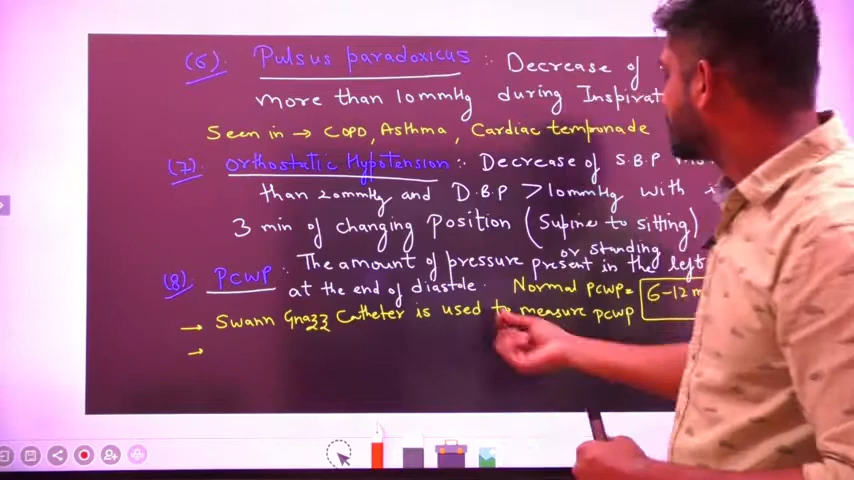 (6). Pulsus paradoxicus :- Decrease of
more than 10mmHg during Inspirat
Seen in → COPD, Asthma, Cardiac temponade
(7). Orthostatic Hypotension :- Decrease of S.B.P
than 20mmHg and D.B.P >10mmHg with
3 min of changing Position (Supine to sitting)
or standing
(8). PCWP :- The amount of pressure present in the left
at the end of diastole. Normal PCWP = 6-12 m
→ Swann Gnazz Catheter is used to measure PCWP
→